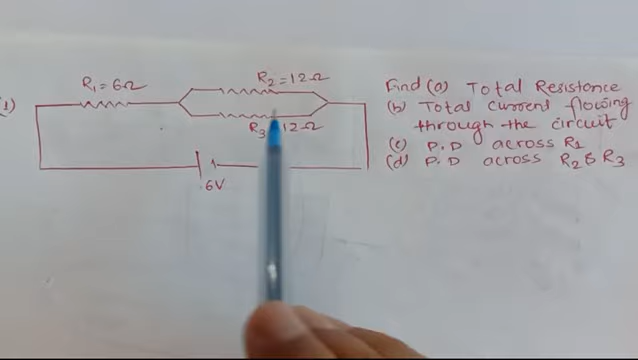 (1)
R₁ = 6Ω
R₂ = 12Ω
R₃ 12Ω
6V
Find (a) Total Resistance
(b) Total current flowing
through the circuit
(c) P.D across R₁
(d) P.D across R₂ & R₃